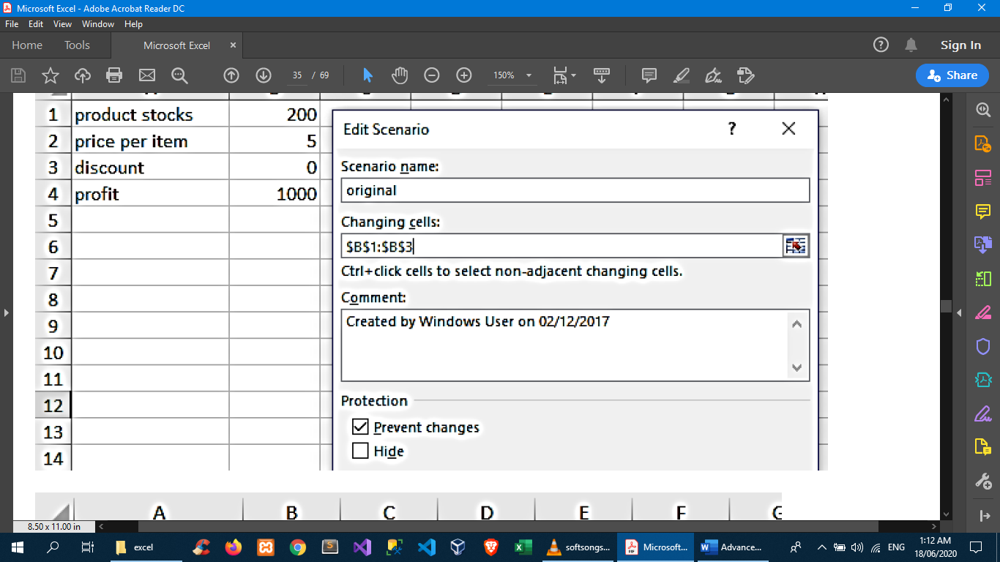 Microsoft Excel - Adobe Acrobat Reader DC
File Edit View Window Help
Home Tools Microsoft Excel × Sign In
35 / 69 150% Share
1 product stocks 200
2 price per item 5
3 discount 0
4 profit 1000
5
6
7
8
9
10
11
12
13
14
Edit Scenario ? ×
Scenario name:
original
Changing cells:
$B$1:$B$3
Ctrl+click cells to select non-adjacent changing cells.
Comment:
Created by Windows User on 02/12/2017
Protection
Prevent changes
Hide
A B C D E F G
8.50 x 11.00 in
excel softsongs... Microsoft... Advance... ENG 1:12 AM
18/06/2020